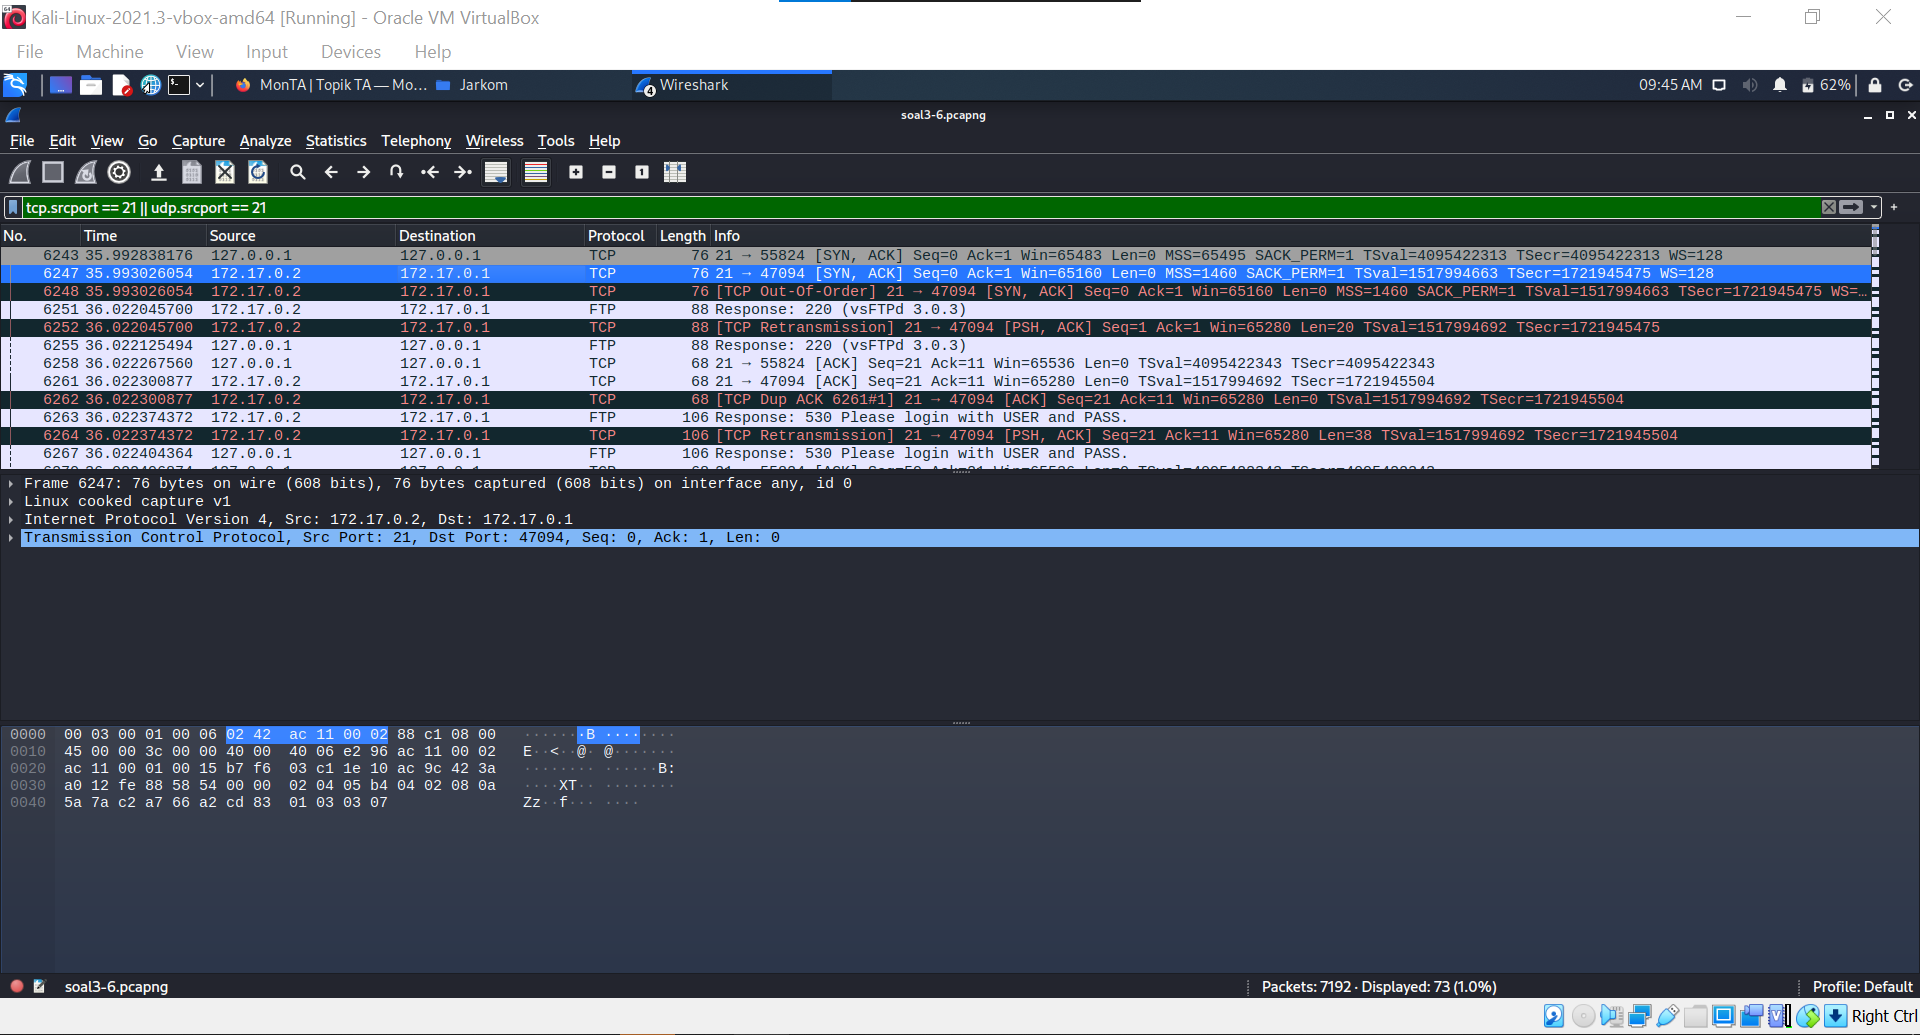 Kali-Linux-2021.3-vbox-amd64 [Running] - Oracle VM VirtualBox
File Machine View Input Devices Help
MonTA | Topik TA — Mo... Jarkom 4 Wireshark 09:45 AM 62%
soal3-6.pcapng
File Edit View Go Capture Analyze Statistics Telephony Wireless Tools Help
tcp.srcport == 21 || udp.srcport == 21
No. Time Source Destination Protocol Length Info
6243 35.992838176 127.0.0.1 127.0.0.1 TCP 76 21 → 55824 [SYN, ACK] Seq=0 Ack=1 Win=65483 Len=0 MSS=65495 SACK_PERM=1 TSval=4095422313 TSecr=4095422313 WS=128
6247 35.993026054 172.17.0.2 172.17.0.1 TCP 76 21 → 47094 [SYN, ACK] Seq=0 Ack=1 Win=65160 Len=0 MSS=1460 SACK_PERM=1 TSval=1517994663 TSecr=1721945475 WS=128
6248 35.993026054 172.17.0.2 172.17.0.1 TCP 76 [TCP Out-Of-Order] 21 → 47094 [SYN, ACK] Seq=0 Ack=1 Win=65160 Len=0 MSS=1460 SACK_PERM=1 TSval=1517994663 TSecr=1721945475 WS=…
6251 36.022045700 172.17.0.2 172.17.0.1 FTP 88 Response: 220 (vsFTPd 3.0.3)
6252 36.022045700 172.17.0.2 172.17.0.1 TCP 88 [TCP Retransmission] 21 → 47094 [PSH, ACK] Seq=1 Ack=1 Win=65280 Len=20 TSval=1517994692 TSecr=1721945475
6255 36.022125494 127.0.0.1 127.0.0.1 FTP 88 Response: 220 (vsFTPd 3.0.3)
6258 36.022267560 127.0.0.1 127.0.0.1 TCP 68 21 → 55824 [ACK] Seq=21 Ack=11 Win=65536 Len=0 TSval=4095422343 TSecr=4095422343
6261 36.022300877 172.17.0.2 172.17.0.1 TCP 68 21 → 47094 [ACK] Seq=21 Ack=11 Win=65280 Len=0 TSval=1517994692 TSecr=1721945504
6262 36.022300877 172.17.0.2 172.17.0.1 TCP 68 [TCP Dup ACK 6261#1] 21 → 47094 [ACK] Seq=21 Ack=11 Win=65280 Len=0 TSval=1517994692 TSecr=1721945504
6263 36.022374372 172.17.0.2 172.17.0.1 FTP 106 Response: 530 Please login with USER and PASS.
6264 36.022374372 172.17.0.2 172.17.0.1 TCP 106 [TCP Retransmission] 21 → 47094 [PSH, ACK] Seq=21 Ack=11 Win=65280 Len=38 TSval=1517994692 TSecr=1721945504
6267 36.022404364 127.0.0.1 127.0.0.1 FTP 106 Response: 530 Please login with USER and PASS.
Frame 6247: 76 bytes on wire (608 bits), 76 bytes captured (608 bits) on interface any, id 0
Linux cooked capture v1
Internet Protocol Version 4, Src: 172.17.0.2, Dst: 172.17.0.1
Transmission Control Protocol, Src Port: 21, Dst Port: 47094, Seq: 0, Ack: 1, Len: 0
0000 00 03 00 01 00 06 02 42 ac 11 00 02 88 c1 08 00 ·······B ········
0010 45 00 00 3c 00 00 40 00 40 06 e2 96 ac 11 00 02 E··<··@· @·······
0020 ac 11 00 01 00 15 b7 f6 03 c1 1e 10 ac 9c 42 3a ········ ······B:
0030 a0 12 fe 88 58 54 00 00 02 04 05 b4 04 02 08 0a ····XT·· ········
0040 5a 7a c2 a7 66 a2 cd 83 01 03 03 07 Zz··f··· ····
soal3-6.pcapng Packets: 7192 · Displayed: 73 (1.0%) Profile: Default
Right Ctrl